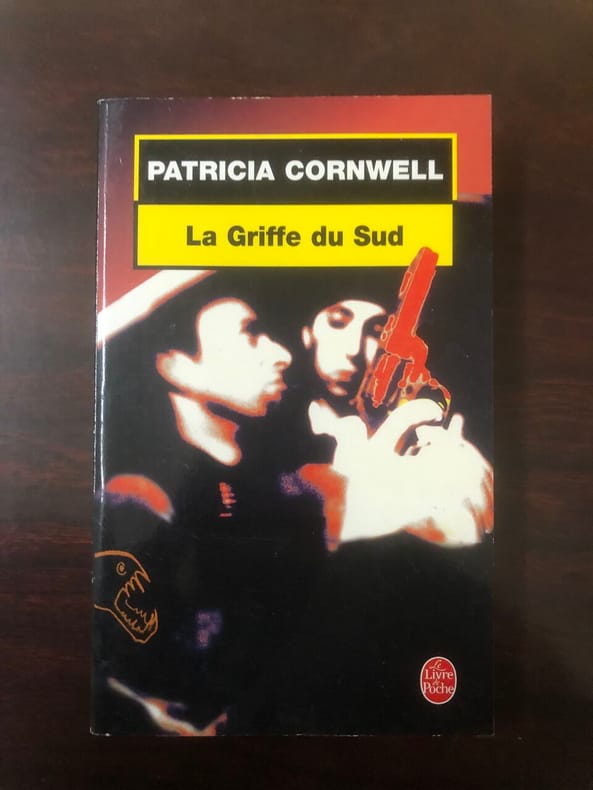 PATRICIA CORNWELL
La Griffe du Sud
Le
Livre
de
Poche